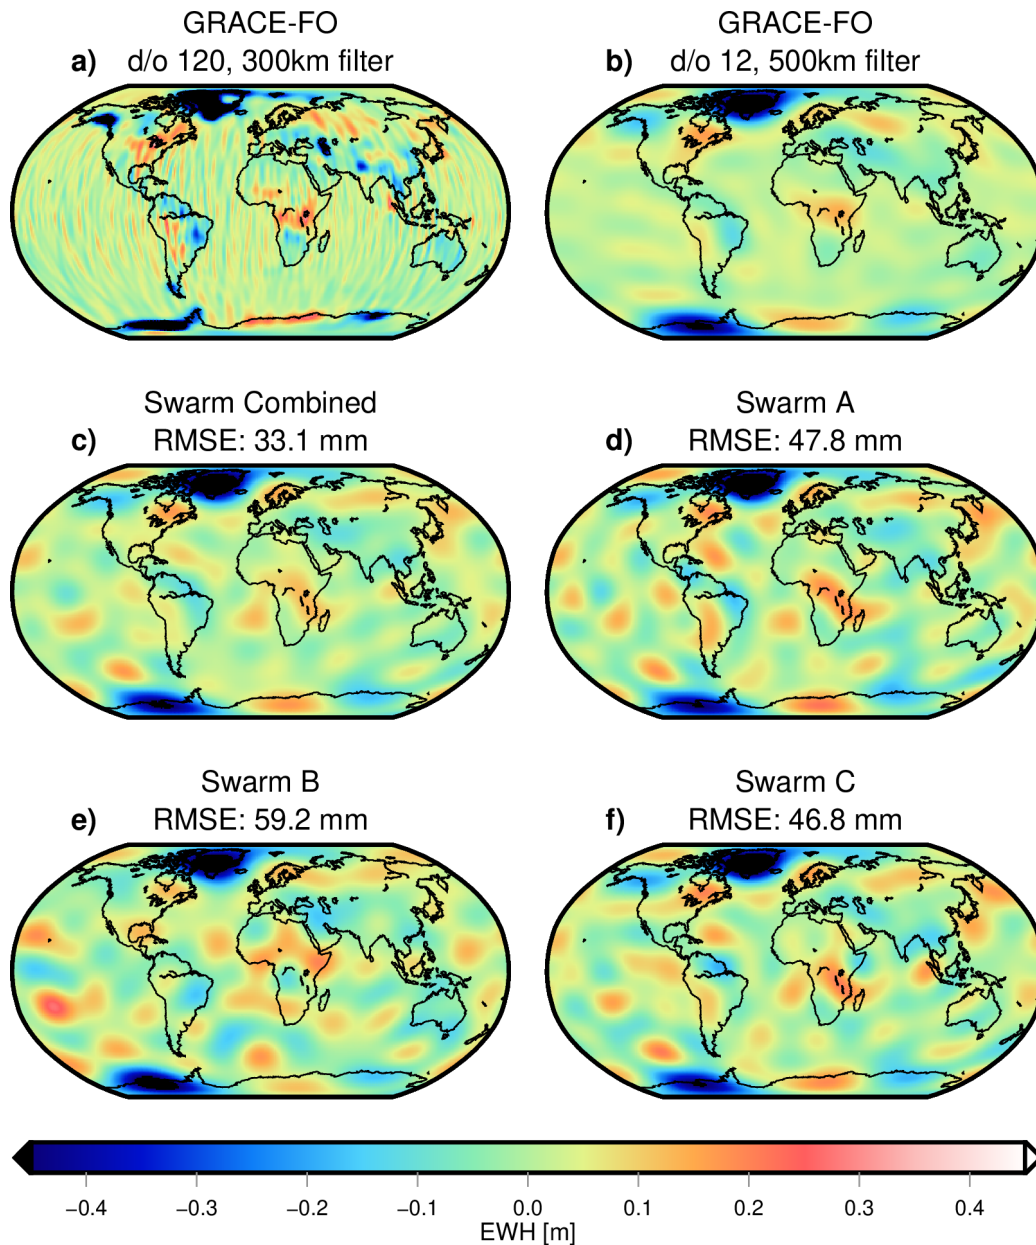 GRACE-FO
a) d/o 120, 300km filter
GRACE-FO
b) d/o 12, 500km filter
Swarm Combined
c) RMSE: 33.1 mm
Swarm A
d) RMSE: 47.8 mm
Swarm B
e) RMSE: 59.2 mm
Swarm C
f) RMSE: 46.8 mm
−0.4 −0.3 −0.2 −0.1 0.0 0.1 0.2 0.3 0.4
EWH [m]